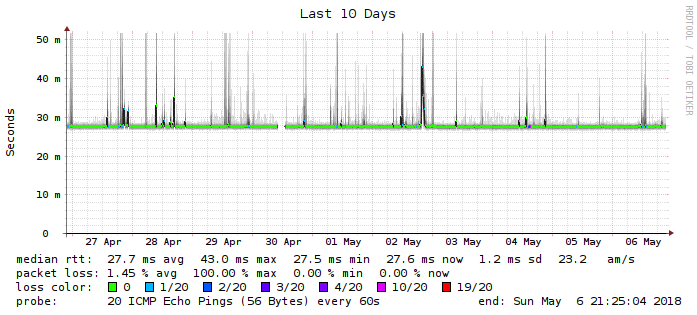 Last 10 Days
RRDTOOL / TOBI OETIKER
Seconds
50 m
40 m
30 m
20 m
10 m
0
27 Apr 28 Apr 29 Apr 30 Apr 01 May 02 May 03 May 04 May 05 May 06 May
median rtt: 27.7 ms avg 43.0 ms max 27.5 ms min 27.6 ms now 1.2 ms sd 23.2 am/s
packet loss: 1.45 % avg 100.00 % max 0.00 % min 0.00 % now
loss color: 0 1/20 2/20 3/20 4/20 10/20 19/20
probe: 20 ICMP Echo Pings (56 Bytes) every 60s end: Sun May 6 21:25:04 2018